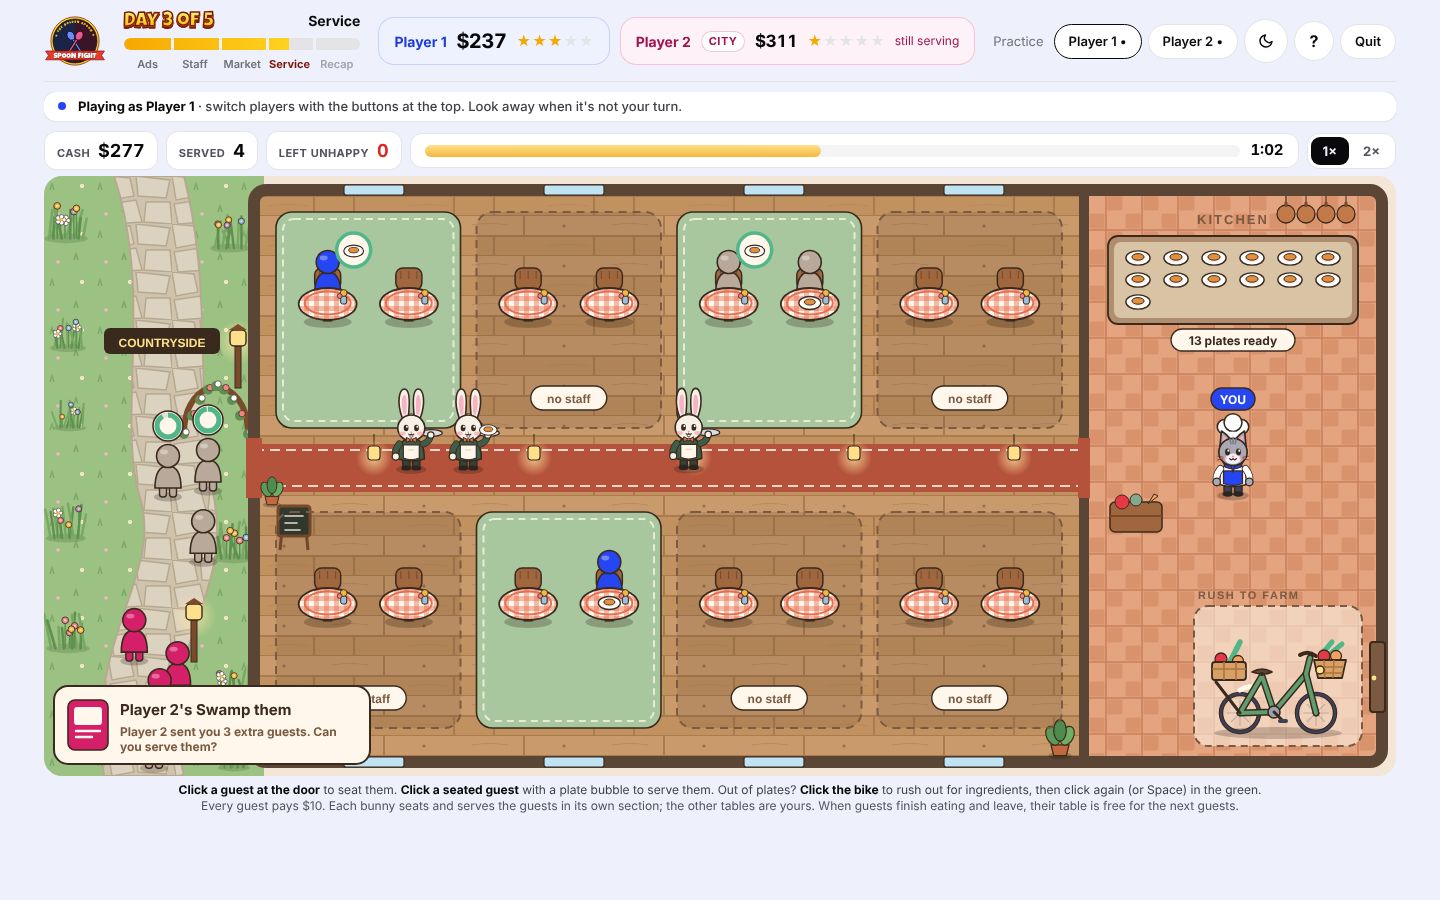 DAY 3 OF 5
Service
Ads Staff Market Service Recap
SPOON FIGHT
Player 1 $237
Player 2 CITY $311 still serving
Practice Player 1 • Player 2 • ? Quit
Playing as Player 1 · switch players with the buttons at the top. Look away when it's not your turn.
CASH $277
SERVED 4
LEFT UNHAPPY 0
1:02
1× 2×
KITCHEN
13 plates ready
COUNTRYSIDE
no staff
no staff
YOU
RUSH TO FARM
taff
no staff
no staff
Player 2's Swamp them
Player 2 sent you 3 extra guests. Can
you serve them?
Click a guest at the door to seat them. Click a seated guest with a plate bubble to serve them. Out of plates? Click the bike to rush out for ingredients, then click again (or Space) in the green.
Every guest pays $10. Each bunny seats and serves the guests in its own section; the other tables are yours. When guests finish eating and leave, their table is free for the next guests.